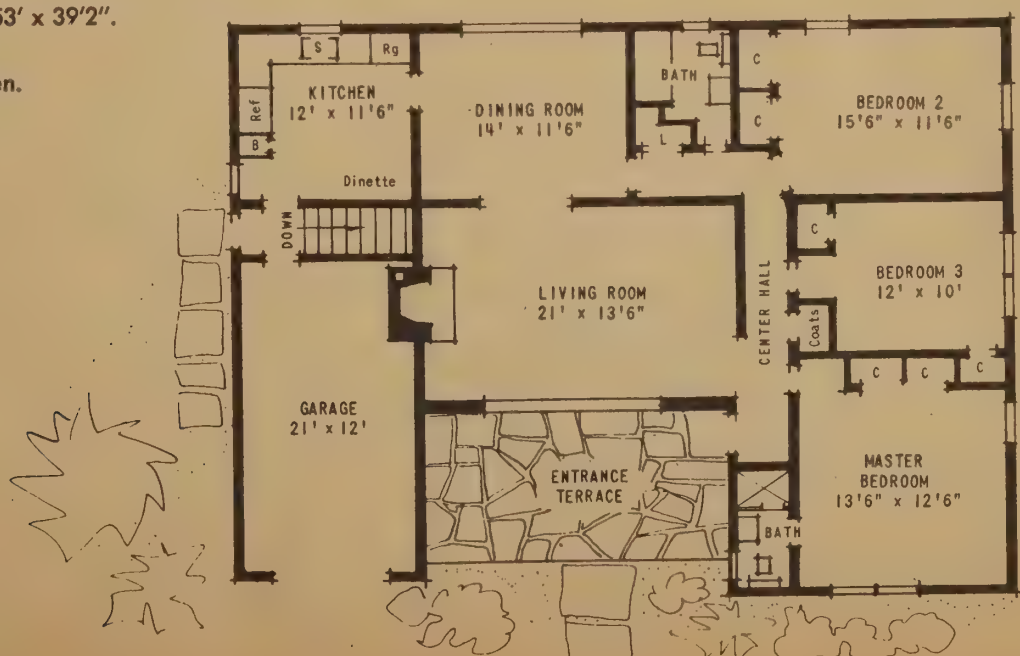 53' x 39'2".
en.
S
Rg
Ref
B
KITCHEN
12' x 11'6"
Dinette
DINING ROOM
14' x 11'6"
BATH
L
C
C
BEDROOM 2
15'6" x 11'6"
DOWN
LIVING ROOM
21' x 13'6"
CENTER HALL
C
BEDROOM 3
12' x 10'
Coats
C
C
C
GARAGE
21' x 12'
ENTRANCE
TERRACE
MASTER
BEDROOM
13'6" x 12'6"
BATH